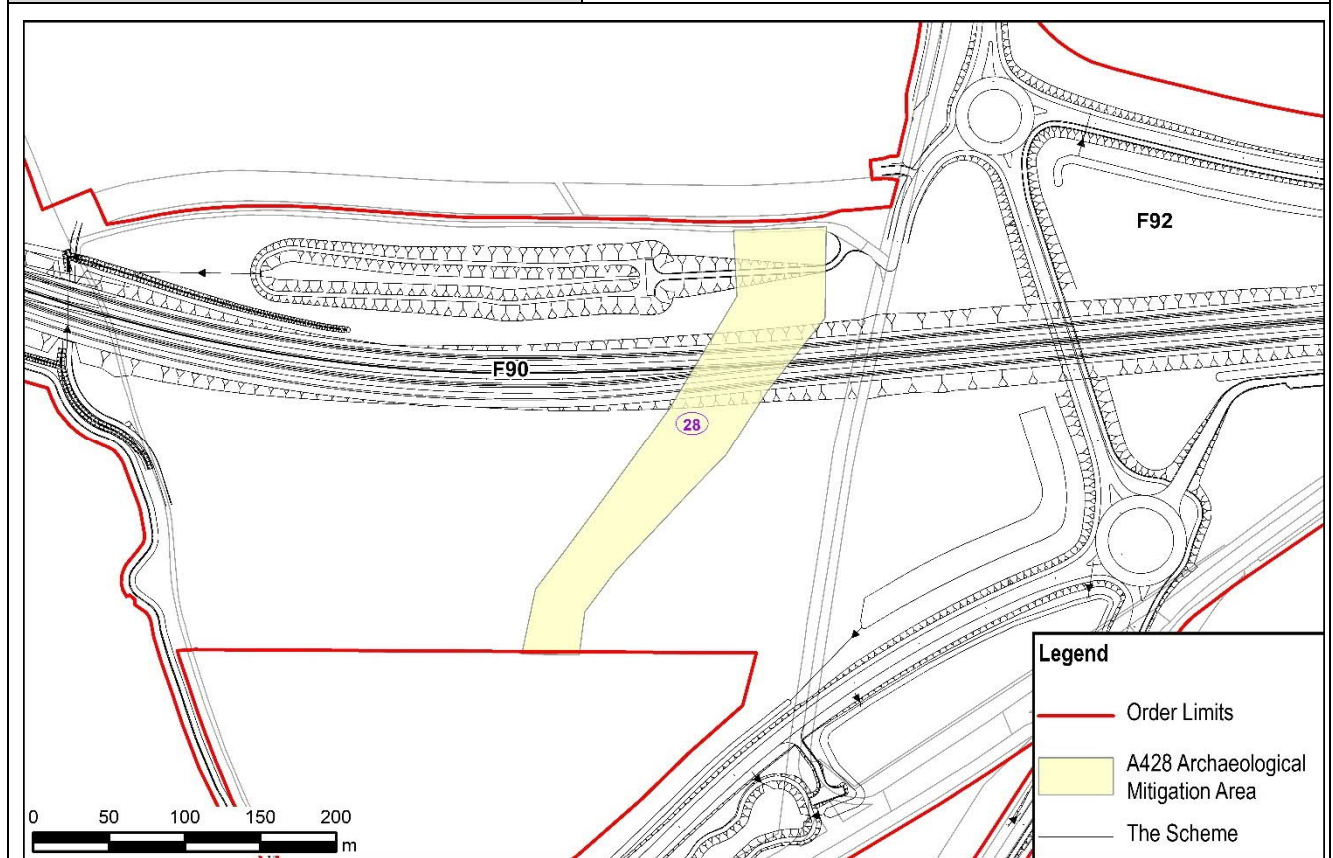 F92
F90
28
Legend
Order Limits
A428 Archaeological
Mitigation Area
The Scheme
0 50 100 150 200
m